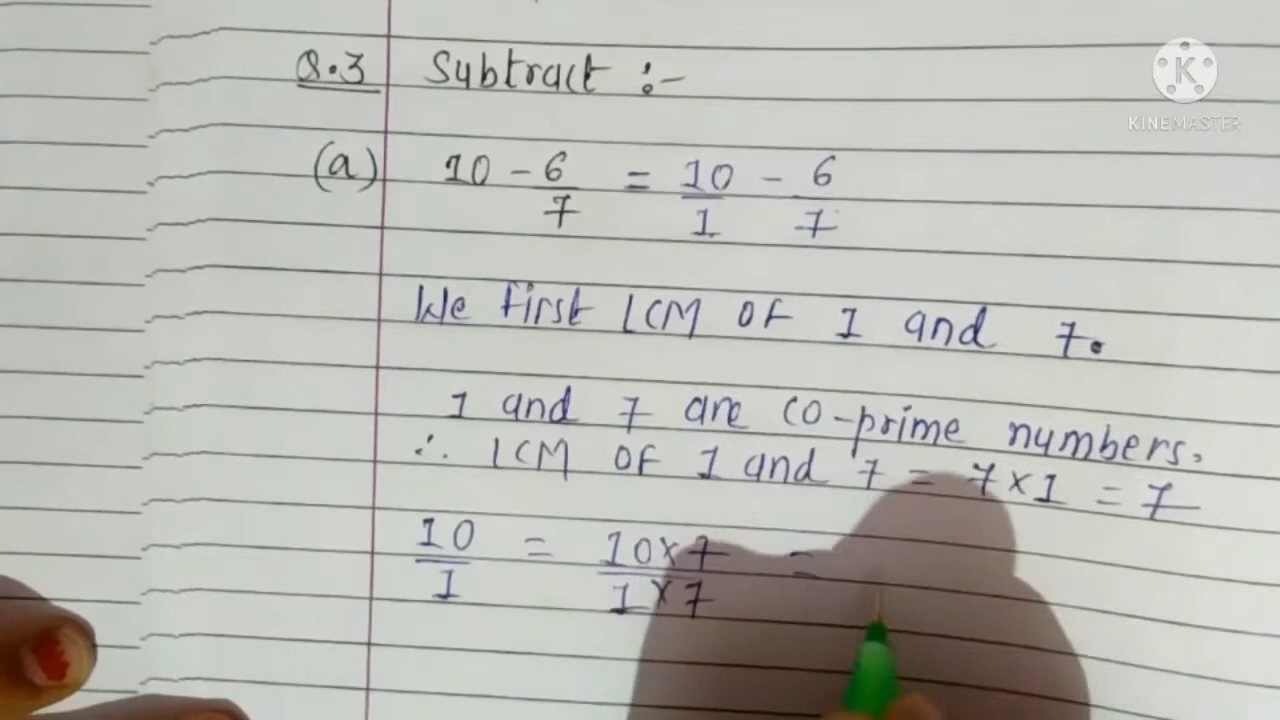 Q.3 Subtract :-
KINEMASTER
(a) 10 - 6/7 = 10/1 - 6/7
We first LCM OF 1 and 7.
1 and 7 are co-prime numbers.
∴ LCM OF 1 and 7 = 7×1 = 7
10/1 = 10×7/1×7 =